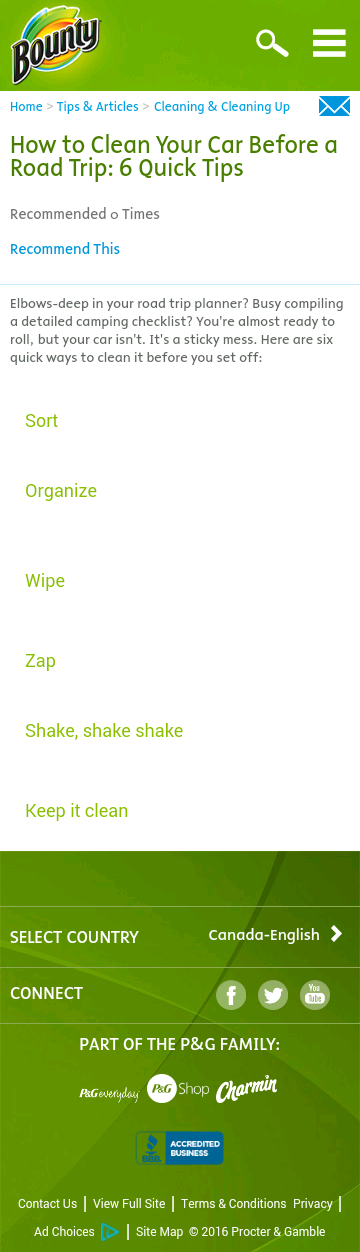 Bounty
Home > Tips & Articles > Cleaning & Cleaning Up
How to Clean Your Car Before a
Road Trip: 6 Quick Tips
Recommended 0 Times
Recommend This
Elbows-deep in your road trip planner? Busy compiling
a detailed camping checklist? You're almost ready to
roll, but your car isn't. It's a sticky mess. Here are six
quick ways to clean it before you set off:
Sort
Organize
Wipe
Zap
Shake, shake shake
Keep it clean
SELECT COUNTRY
Canada-English
CONNECT
You Tube
PART OF THE P&G FAMILY:
P&G everyday P&G Shop Charmin
BBB. ACCREDITED
BUSINESS
Contact Us | View Full Site | Terms & Conditions Privacy |
Ad Choices | Site Map © 2016 Procter & Gamble